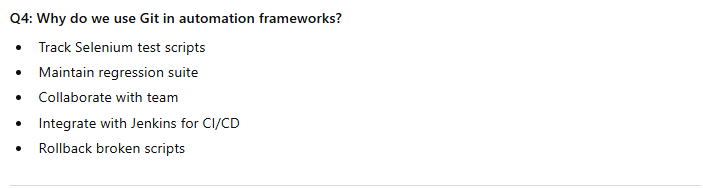 Q4: Why do we use Git in automation frameworks?
• Track Selenium test scripts
• Maintain regression suite
• Collaborate with team
• Integrate with Jenkins for CI/CD
• Rollback broken scripts